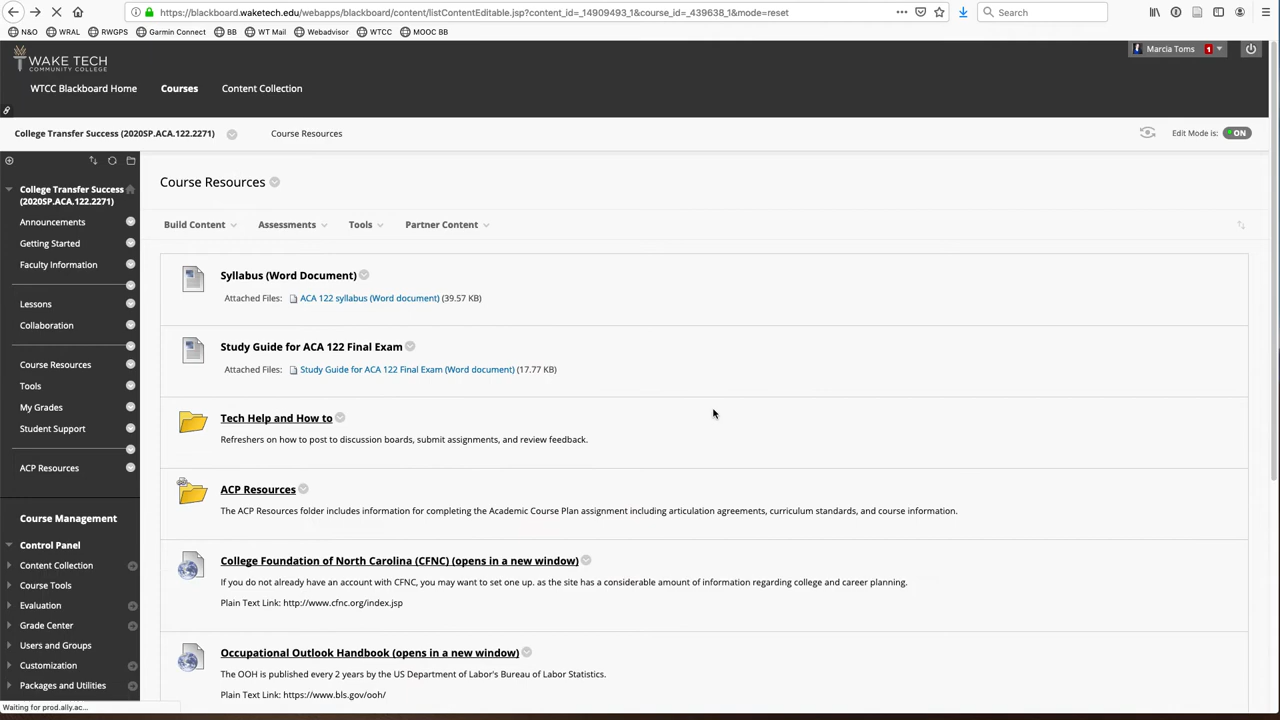 https://blackboard.waketech.edu/webapps/blackboard/content/listContentEditable.jsp?content_id=_14909493_1&course_id=_439638_1&mode=reset
Search
N&O WRAL RWGPS Garmin Connect BB WT Mail Webadvisor WTCC MOOC BB
WAKE TECH
COMMUNITY COLLEGE
Marcia Toms 1
WTCC Blackboard Home Courses Content Collection
College Transfer Success (2020SP.ACA.122.2271) Course Resources Edit Mode is: ON
College Transfer Success
(2020SP.ACA.122.2271)
Announcements
Getting Started
Faculty Information
Lessons
Collaboration
Course Resources
Tools
My Grades
Student Support
ACP Resources
Course Management
Control Panel
Content Collection
Course Tools
Evaluation
Grade Center
Users and Groups
Customization
Packages and Utilities
Course Resources
Build Content Assessments Tools Partner Content
Syllabus (Word Document)
Attached Files: ACA 122 syllabus (Word document) (39.57 KB)
Study Guide for ACA 122 Final Exam
Attached Files: Study Guide for ACA 122 Final Exam (Word document) (17.77 KB)
Tech Help and How to
Refreshers on how to post to discussion boards, submit assignments, and review feedback.
ACP Resources
The ACP Resources folder includes information for completing the Academic Course Plan assignment including articulation agreements, curriculum standards, and course information.
College Foundation of North Carolina (CFNC) (opens in a new window)
If you do not already have an account with CFNC, you may want to set one up. as the site has a considerable amount of information regarding college and career planning.
Plain Text Link: http://www.cfnc.org/index.jsp
Occupational Outlook Handbook (opens in a new window)
The OOH is published every 2 years by the US Department of Labor's Bureau of Labor Statistics.
Plain Text Link: https://www.bls.gov/ooh/
Waiting for prod.ally.ac...